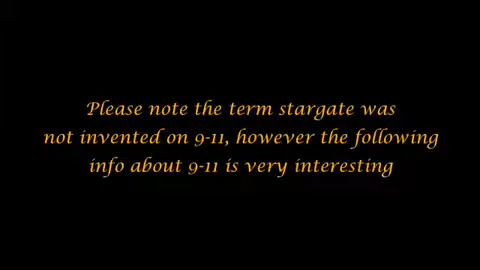 Please note the term stargate was
not invented on 9-11, however the following
info about 9-11 is very interesting